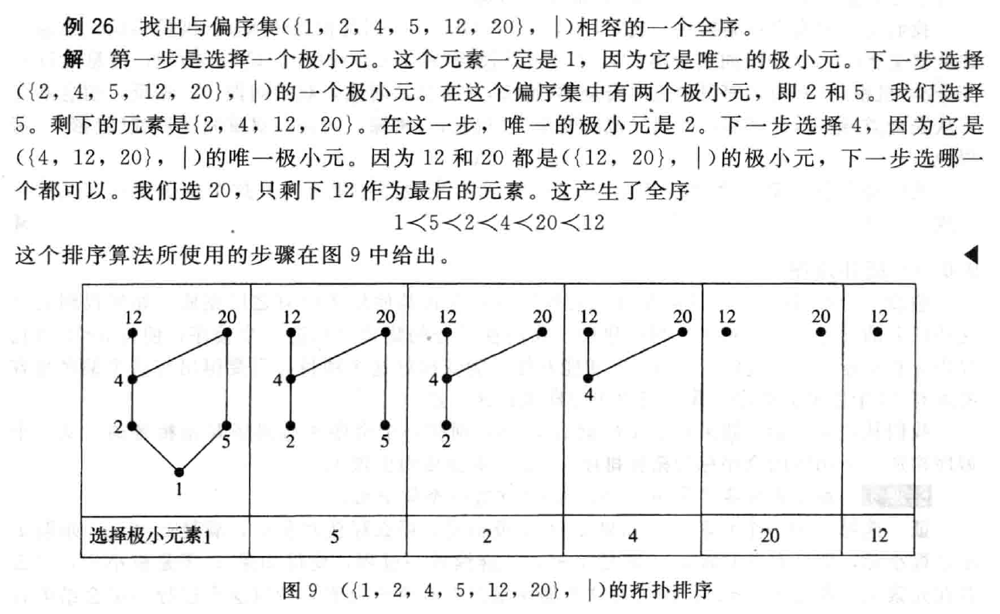 例 26 找出与偏序集({1，2，4，5，12，20}，|)相容的一个全序。
解 第一步是选择一个极小元。这个元素一定是 1，因为它是唯一的极小元。下一步选择
({2，4，5，12，20}，|)的一个极小元。在这个偏序集中有两个极小元，即 2 和 5。我们选择
5。剩下的元素是{2，4，12，20}。在这一步，唯一的极小元是 2。下一步选择 4，因为它是
({4，12，20}，|)的唯一极小元。因为 12 和 20 都是({12，20}，|)的极小元，下一步选哪一
个都可以。我们选 20，只剩下 12 作为最后的元素。这产生了全序
1≺5≺2≺4≺20≺12
这个排序算法所使用的步骤在图 9 中给出。
12 20 12 20 12 20 12 20 12 20 12
4 4 4 4
2 5 2 5 2
1
选择极小元素1 5 2 4 20 12
图 9 ({1，2，4，5，12，20}，|)的拓扑排序